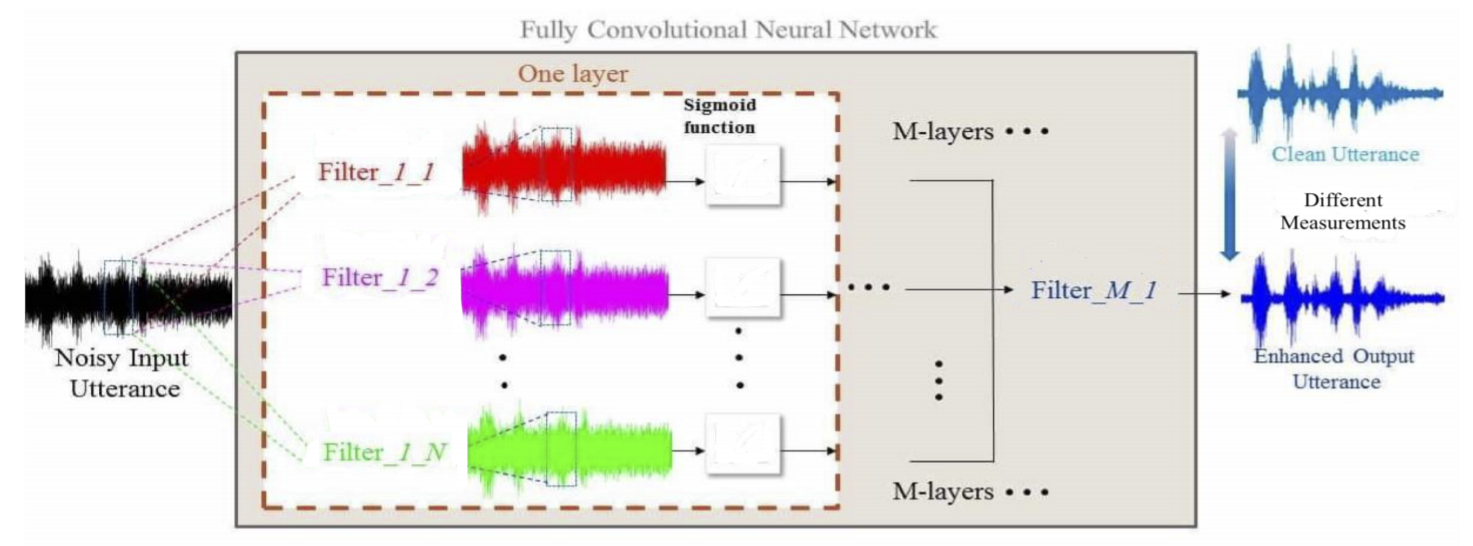 Fully Convolutional Neural Network
One layer
Sigmoid
function
M-layers •••
Clean Utterance
Filter_1_1
Different
Measurements
Filter_1_2
Filter_M_1
Noisy Input
Utterance
Enhanced Output
Utterance
Filter_1_N
M-layers •••